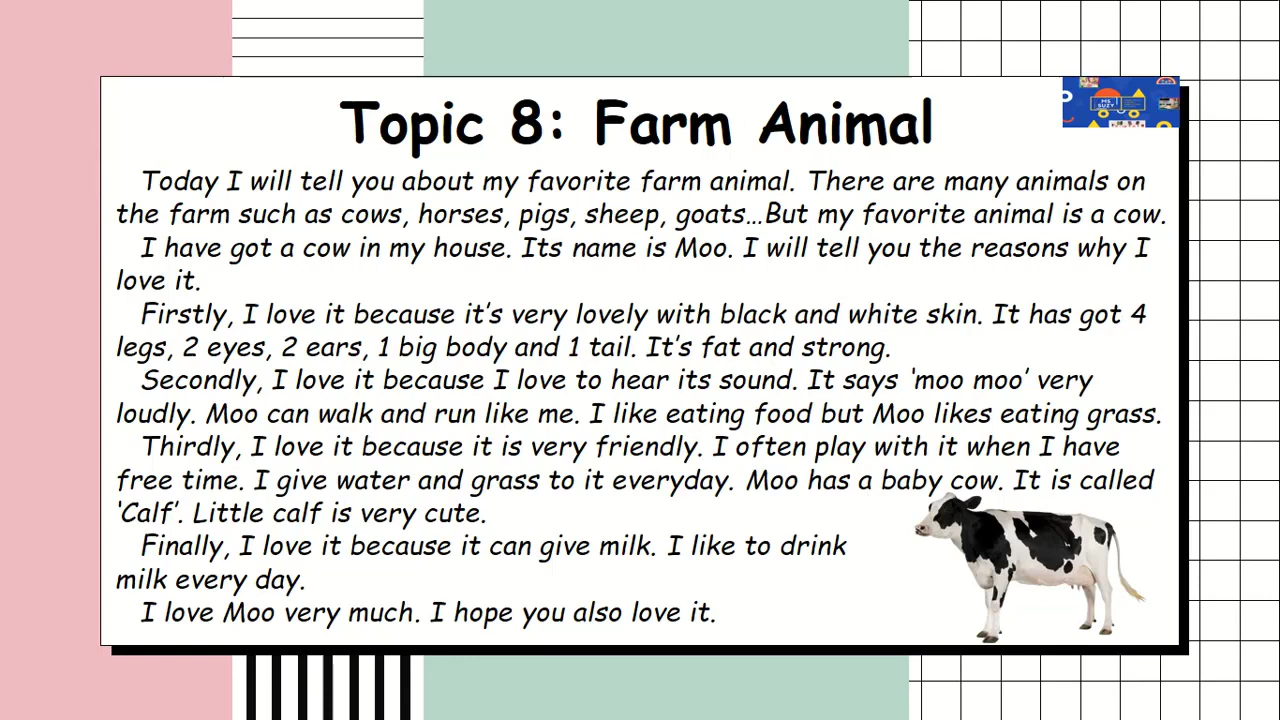 Topic 8: Farm Animal
MS
SUZY
Today I will tell you about my favorite farm animal. There are many animals on
the farm such as cows, horses, pigs, sheep, goats...But my favorite animal is a cow.
I have got a cow in my house. Its name is Moo. I will tell you the reasons why I
love it.
Firstly, I love it because it's very lovely with black and white skin. It has got 4
legs, 2 eyes, 2 ears, 1 big body and 1 tail. It's fat and strong.
Secondly, I love it because I love to hear its sound. It says 'moo moo' very
loudly. Moo can walk and run like me. I like eating food but Moo likes eating grass.
Thirdly, I love it because it is very friendly. I often play with it when I have
free time. I give water and grass to it everyday. Moo has a baby cow. It is called
'Calf'. Little calf is very cute.
Finally, I love it because it can give milk. I like to drink
milk every day.
I love Moo very much. I hope you also love it.